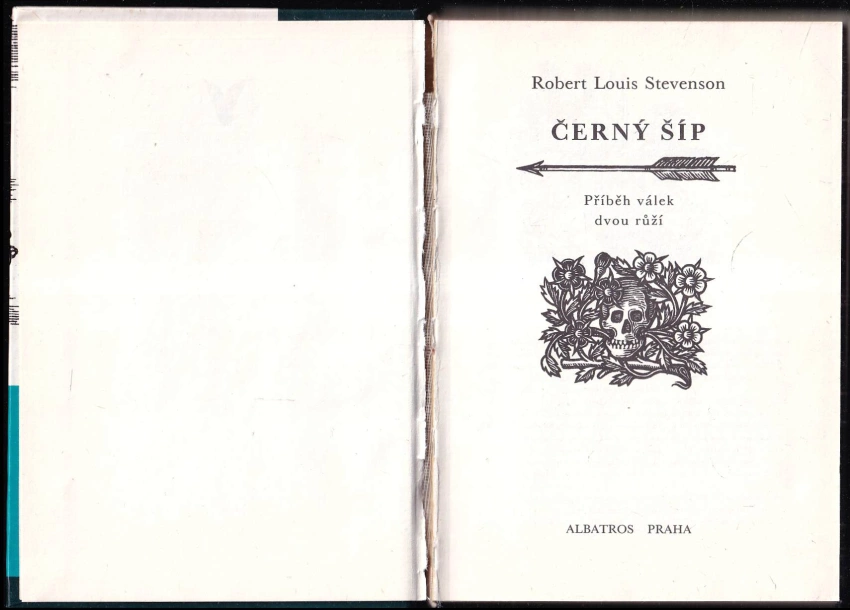 Robert Louis Stevenson
ČERNÝ ŠÍP
Příběh válek
dvou růží
ALBATROS PRAHA